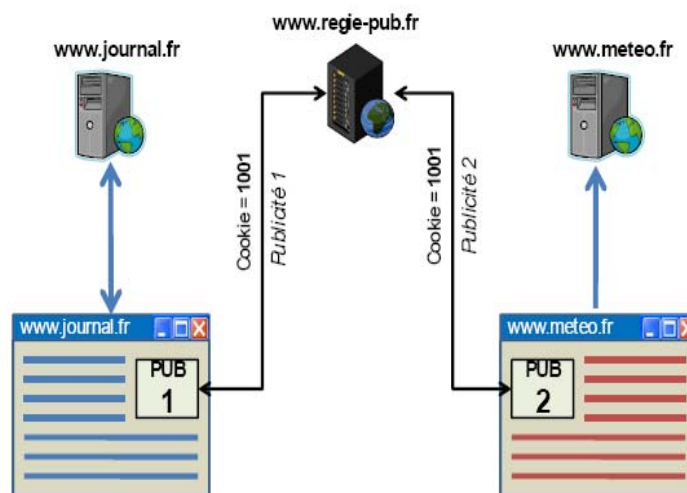 www.regie-pub.fr
www.journal.fr
www.meteo.fr
Cookie = 1001
Publicité 1
Cookie = 1001
Publicité 2
www.journal.fr
PUB
1
www.meteo.fr
PUB
2